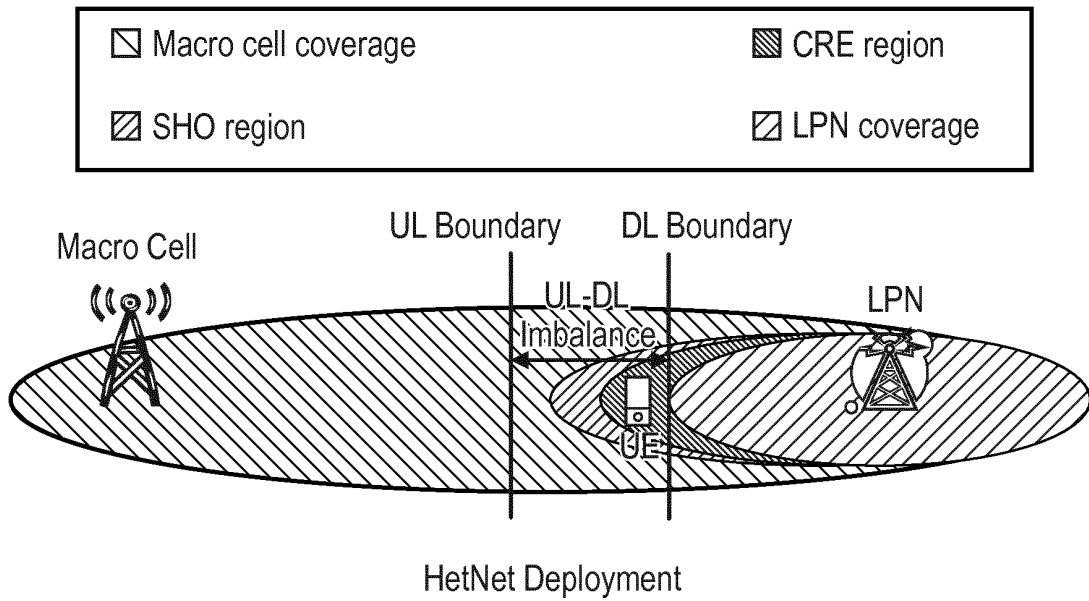 Macro cell coverage
CRE region
SHO region
LPN coverage
UL Boundary
DL Boundary
Macro Cell
UL-DL
Imbalance
LPN
UE
HetNet Deployment